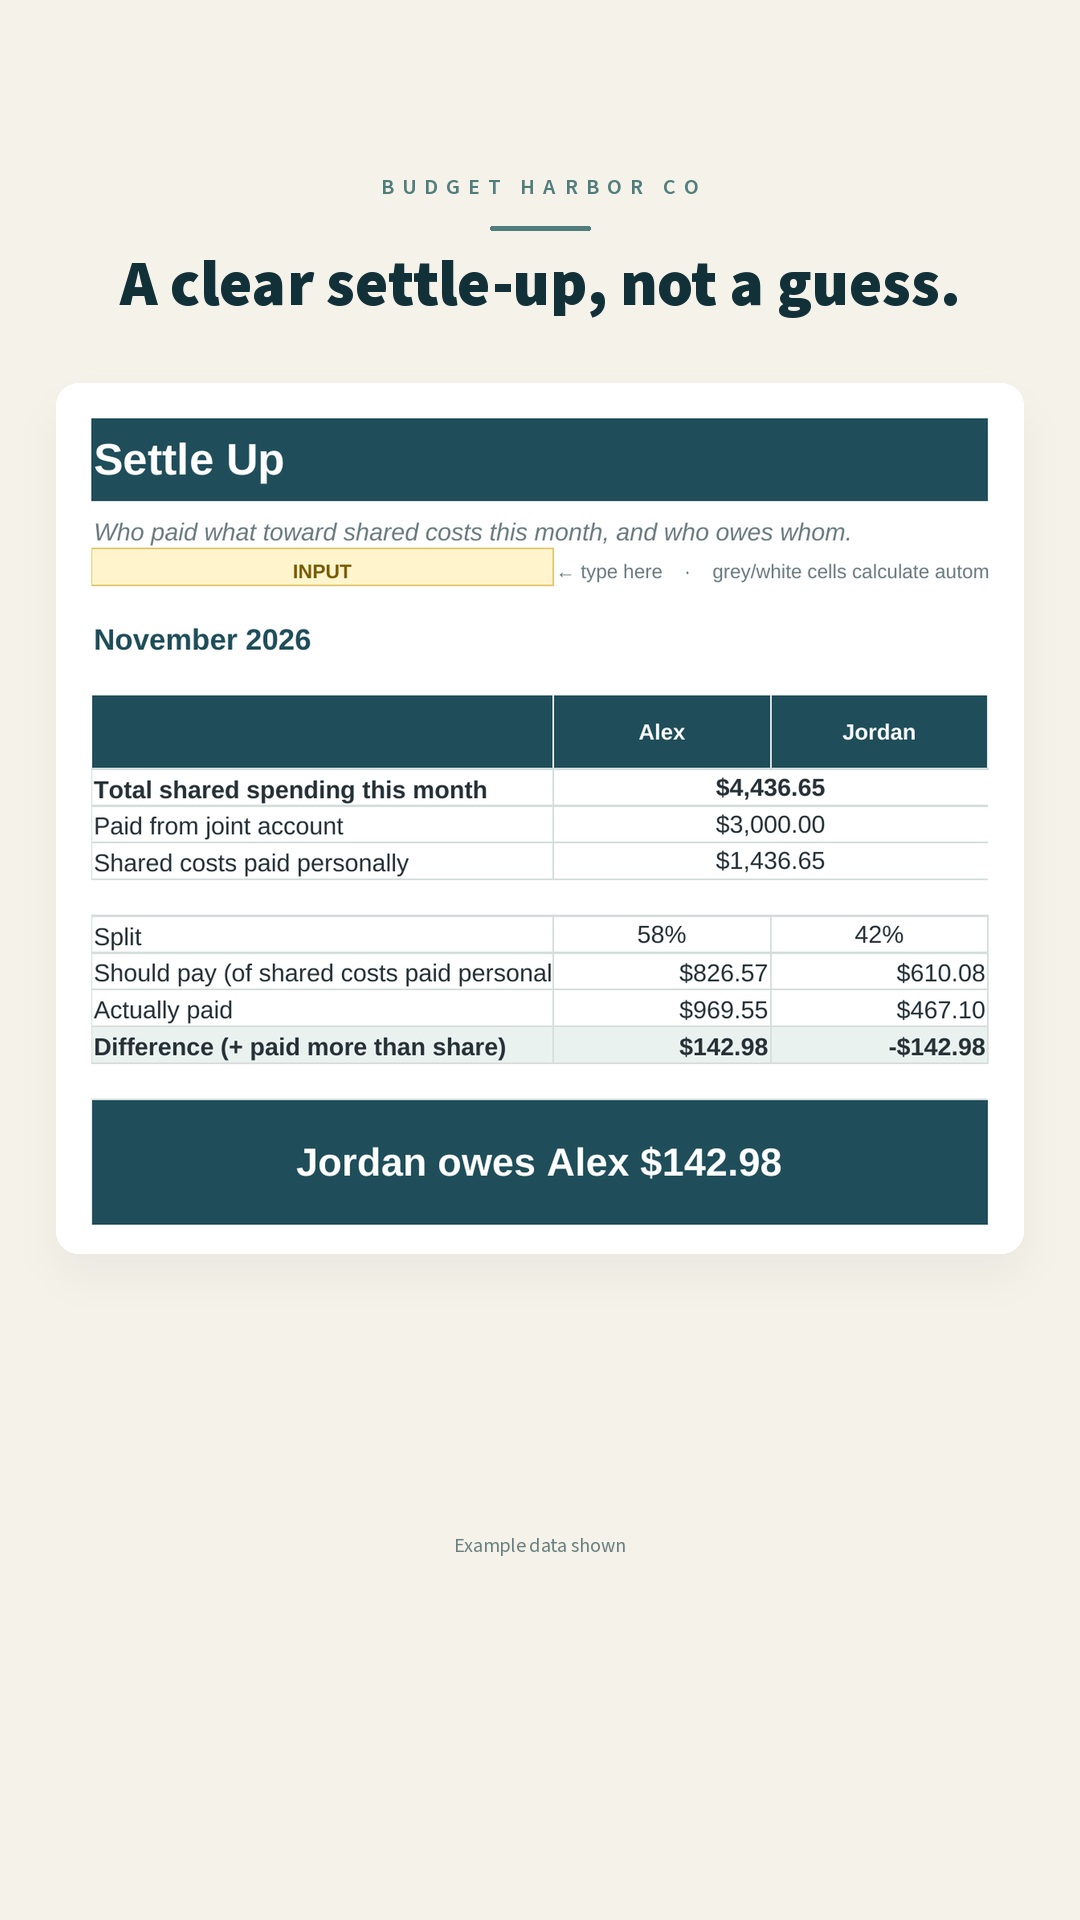 BUDGET HARBOR CO
A clear settle-up, not a guess.
Settle Up
Who paid what toward shared costs this month, and who owes whom.
INPUT ← type here · grey/white cells calculate autom
November 2026
Alex Jordan
Total shared spending this month $4,436.65
Paid from joint account $3,000.00
Shared costs paid personally $1,436.65
Split 58% 42%
Should pay (of shared costs paid personal $826.57 $610.08
Actually paid $969.55 $467.10
Difference (+ paid more than share) $142.98 -$142.98
Jordan owes Alex $142.98
Example data shown